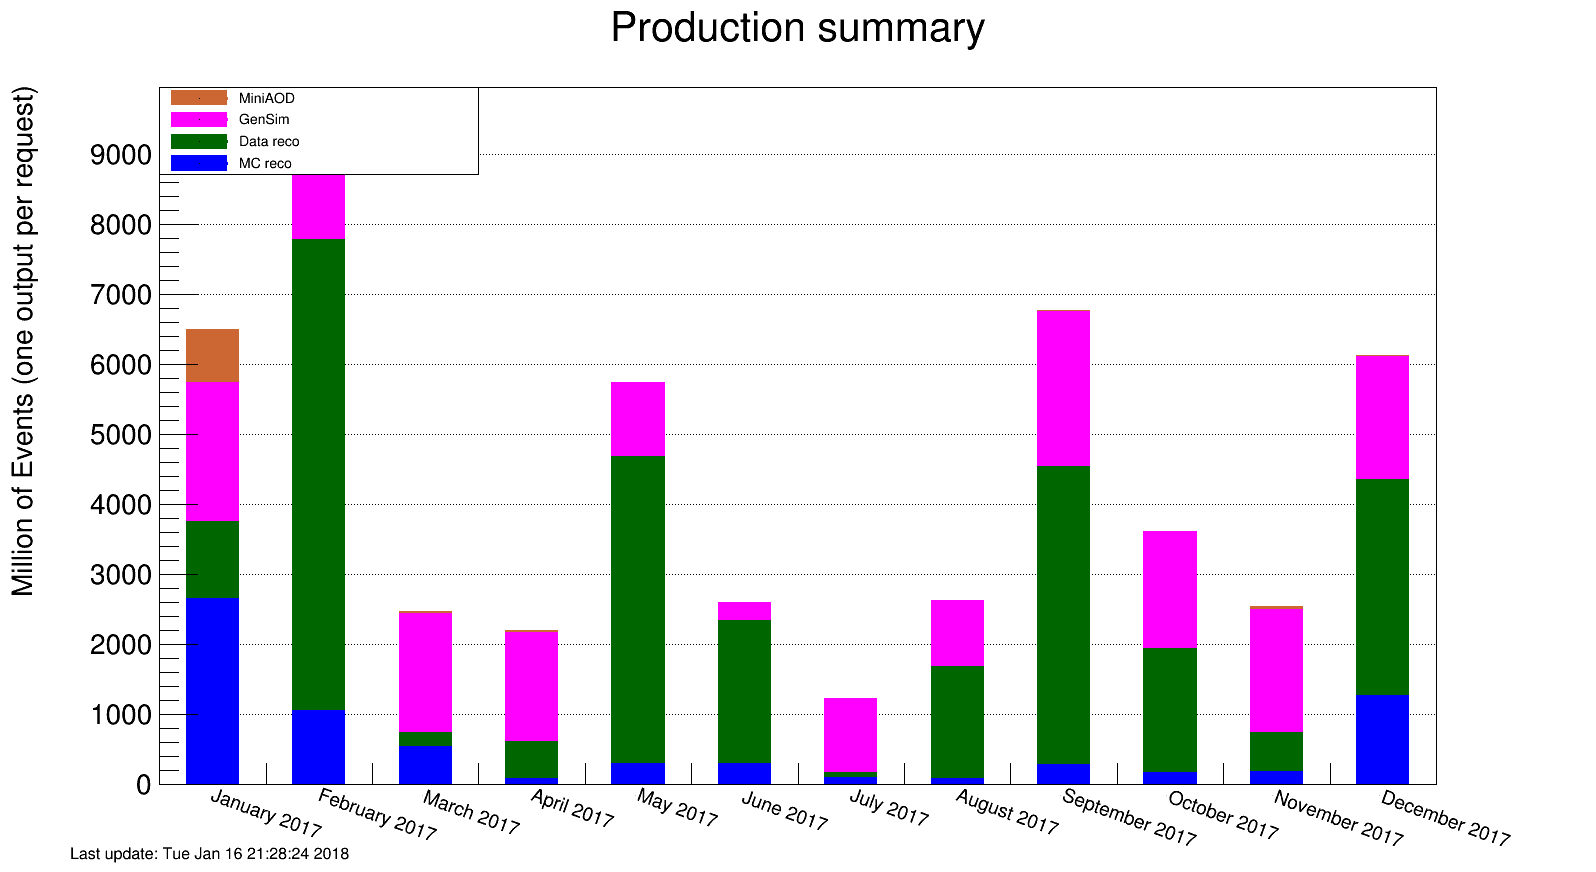 Production summary
Million of Events (one output per request)
MiniAOD
GenSim
Data reco
MC reco
9000
8000
7000
6000
5000
4000
3000
2000
1000
0
January 2017
February 2017
March 2017
April 2017
May 2017
June 2017
July 2017
August 2017
September 2017
October 2017
November 2017
December 2017
Last update: Tue Jan 16 21:28:24 2018